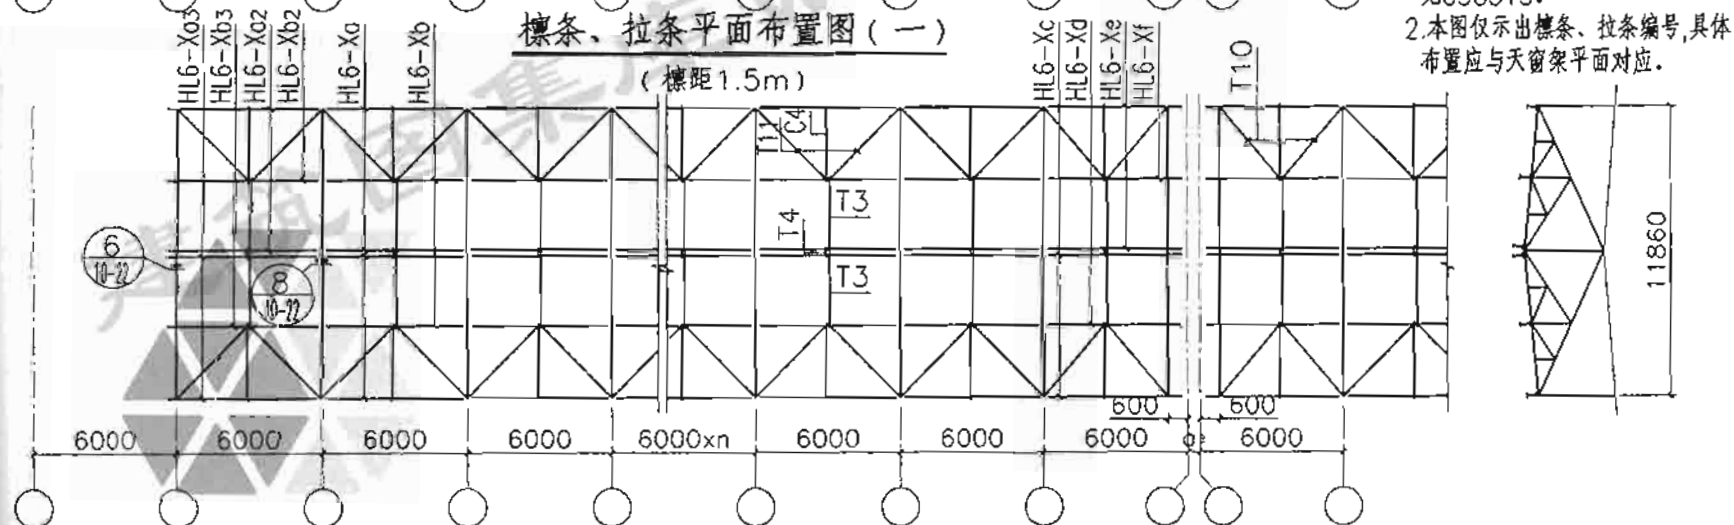 檩条、拉条平面布置图(一)
(檩距1.5m)
2.本图仅示出檩条、拉条编号,具体
布置应与天窗架平面对应.
HL6-Xa3
HL6-Xb3
HL6-Xa2
HL6-Xb2
HL6-Xa
HL6-Xb
HL6-Xc
HL6-Xd
HL6-Xe
HL6-Xf
T10
T11
C4
T3
T4
T3
6
10-22
8
10-22
11860
600
600
6000
6000
6000
6000
6000xn
6000
6000
6000
6000